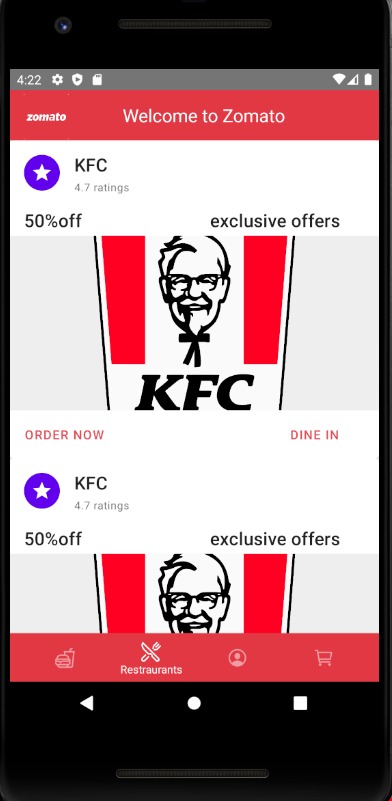 4:22
zomato Welcome to Zomato
KFC
4.7 ratings
50%off exclusive offers
KFC
ORDER NOW DINE IN
KFC
4.7 ratings
50%off exclusive offers
Restraurants